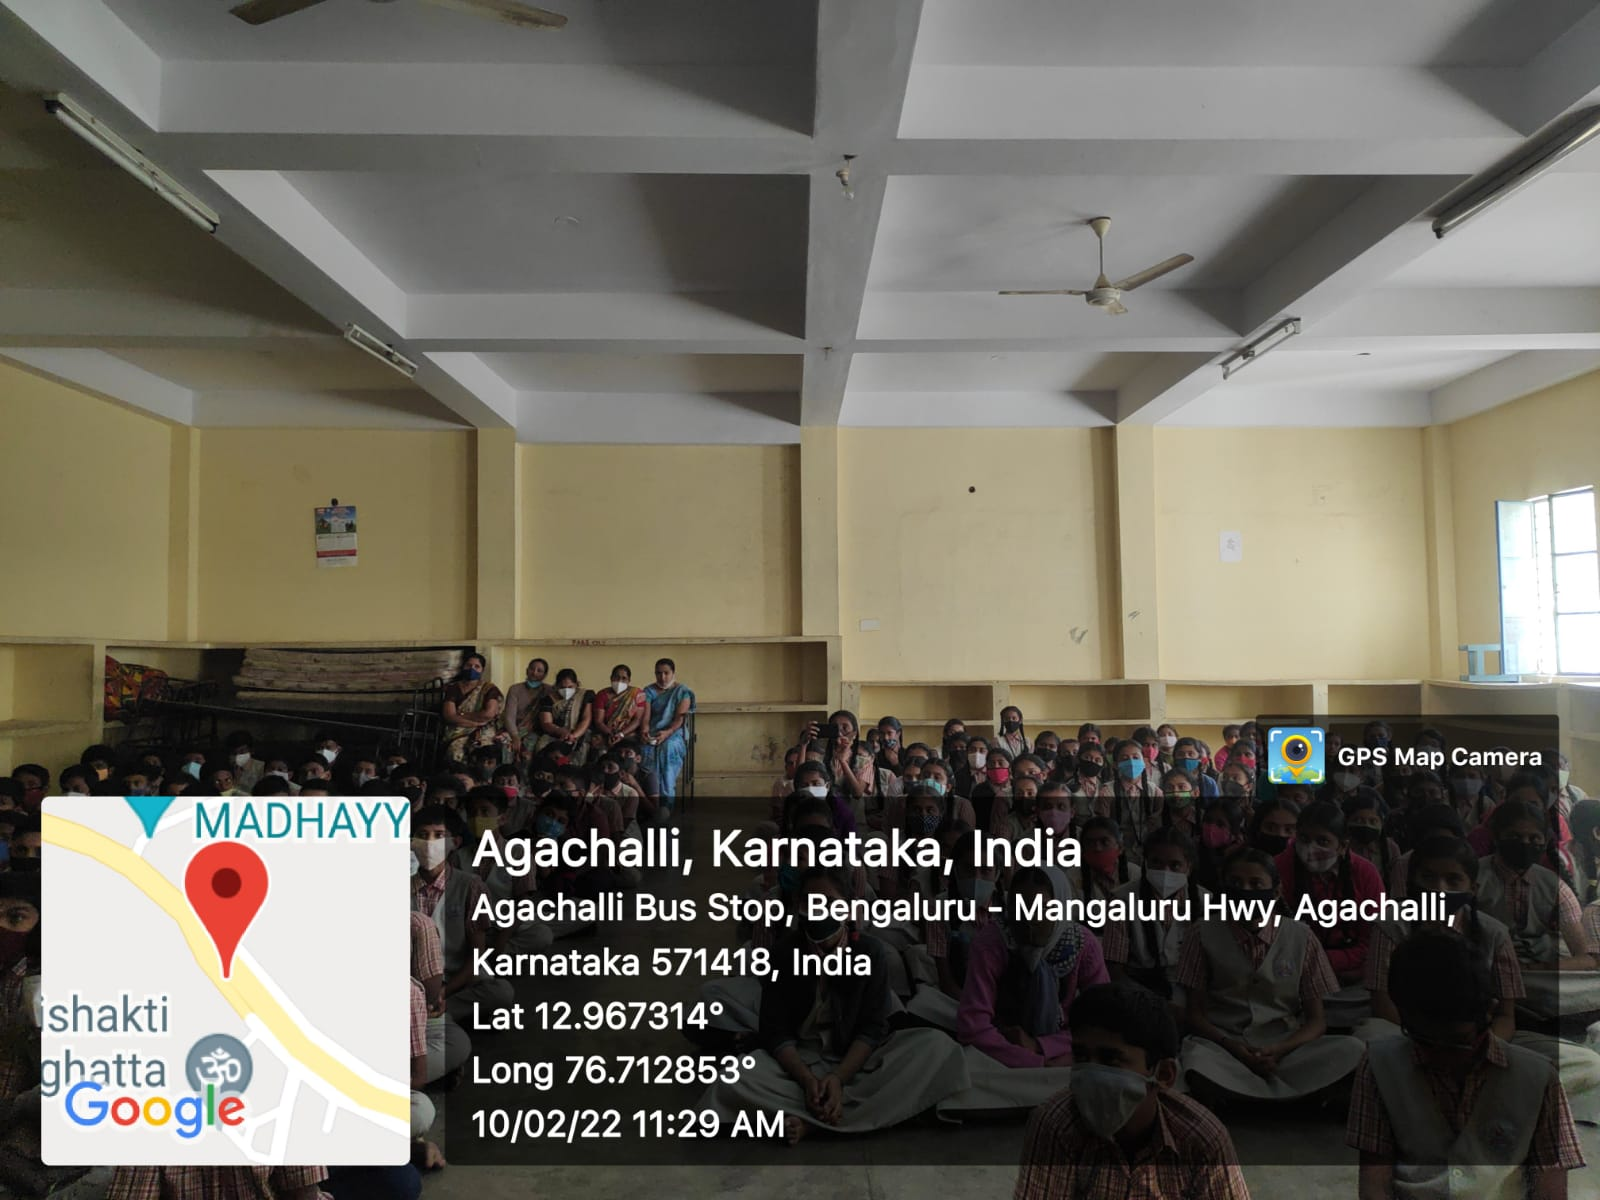 GPS Map Camera
MADHAYY
ishakti
ghatta
Google
Agachalli, Karnataka, India
Agachalli Bus Stop, Bengaluru - Mangaluru Hwy, Agachalli,
Karnataka 571418, India
Lat 12.967314°
Long 76.712853°
10/02/22 11:29 AM